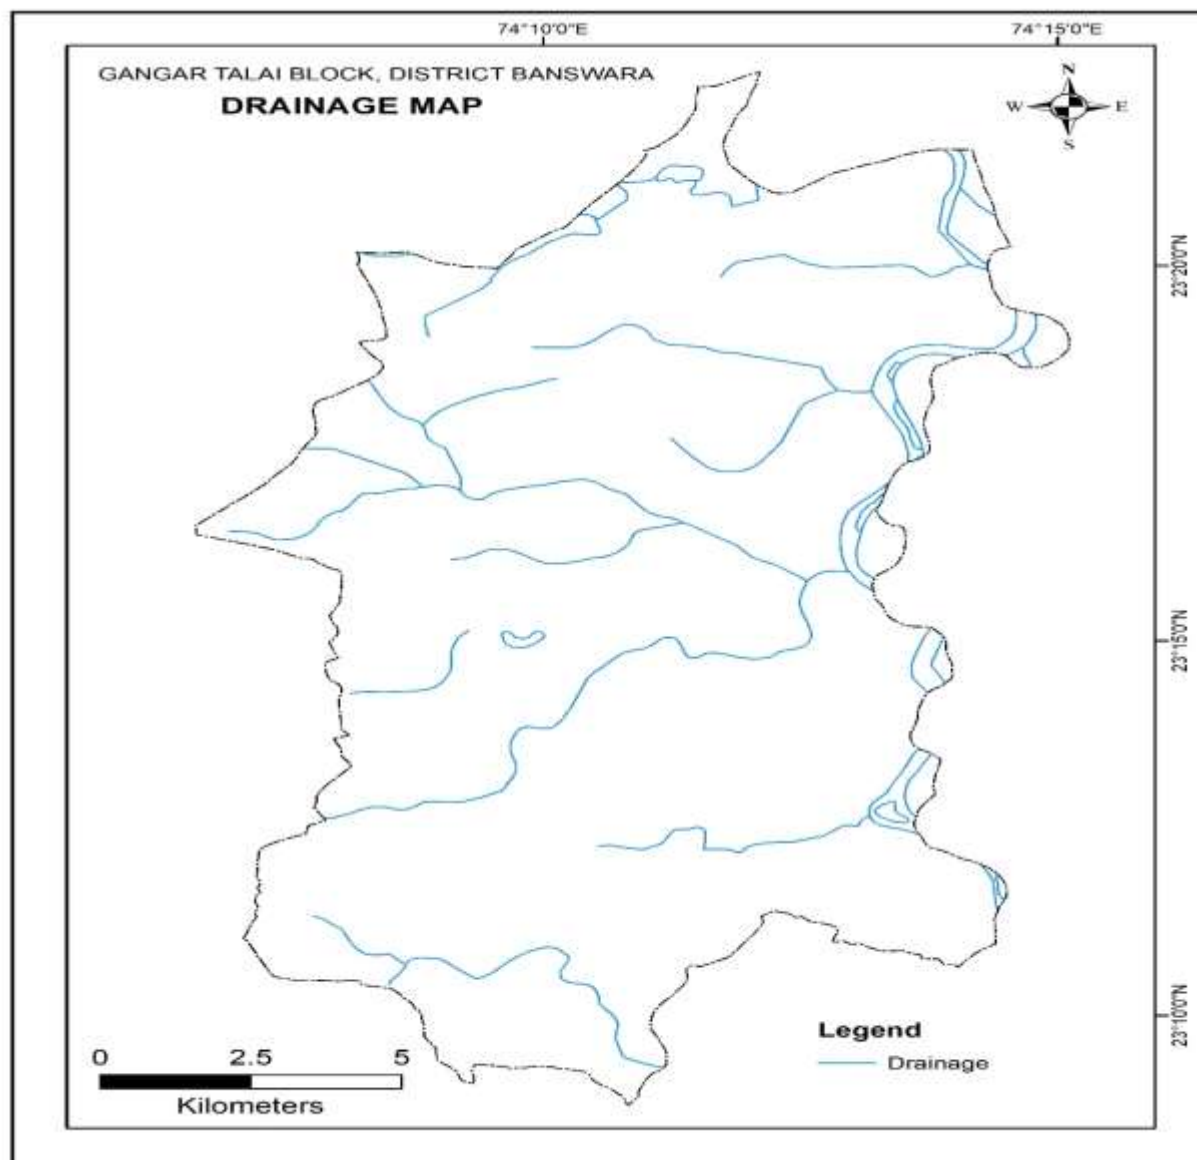 74°10'0"E
74°15'0"E
GANGAR TALAI BLOCK, DISTRICT BANSWARA
DRAINAGE MAP
N
W E
S
23°20'0"N
23°15'0"N
23°10'0"N
Legend
Drainage
0 2.5 5
Kilometers